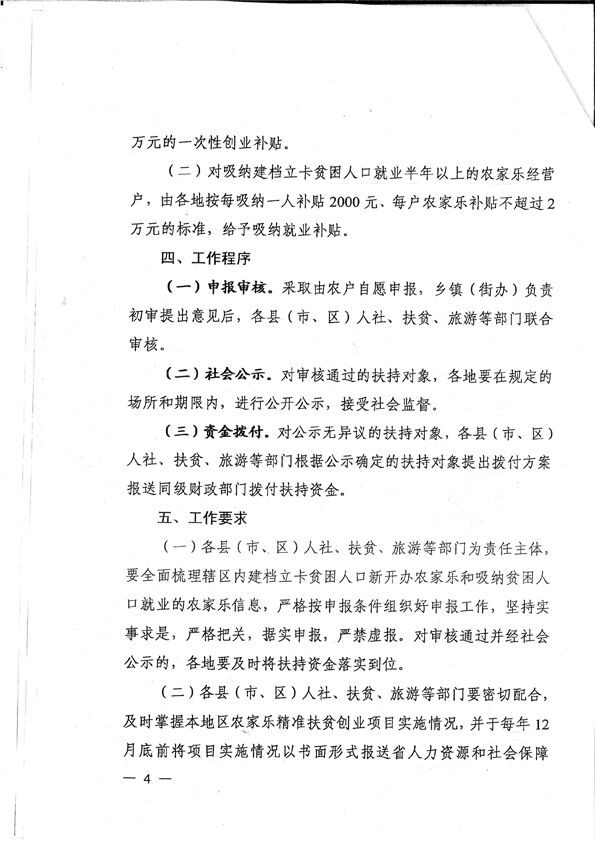 万元的一次性创业补贴。
（二）对吸纳建档立卡贫困人口就业半年以上的农家乐经营
户，由各地按每吸纳一人补贴 2000 元、每户农家乐补贴不超过 2
万元的标准，给予吸纳就业补贴。
四、工作程序
（一）申报审核。采取由农户自愿申报，乡镇（街办）负责
初审提出意见后，各县（市、区）人社、扶贫、旅游等部门联合
审核。
（二）社会公示。对审核通过的扶持对象，各地要在规定的
场所和期限内，进行公开公示，接受社会监督。
（三）资金拨付。对公示无异议的扶持对象，各县（市、区）
人社、扶贫、旅游等部门根据公示确定的扶持对象提出拨付方案
报送同级财政部门拨付扶持资金。
五、工作要求
（一）各县（市、区）人社、扶贫、旅游等部门为责任主体，
要全面梳理辖区内建档立卡贫困人口新开办农家乐和吸纳贫困人
口就业的农家乐信息，严格按申报条件组织好申报工作，坚持实
事求是，严格把关，据实申报，严禁虚报。对审核通过并经社会
公示的，各地要及时将扶持资金落实到位。
（二）各县（市、区）人社、扶贫、旅游等部门要密切配合，
及时掌握本地区农家乐精准扶贫创业项目实施情况，并于每年 12
月底前将项目实施情况以书面形式报送省人力资源和社会保障
— 4 —